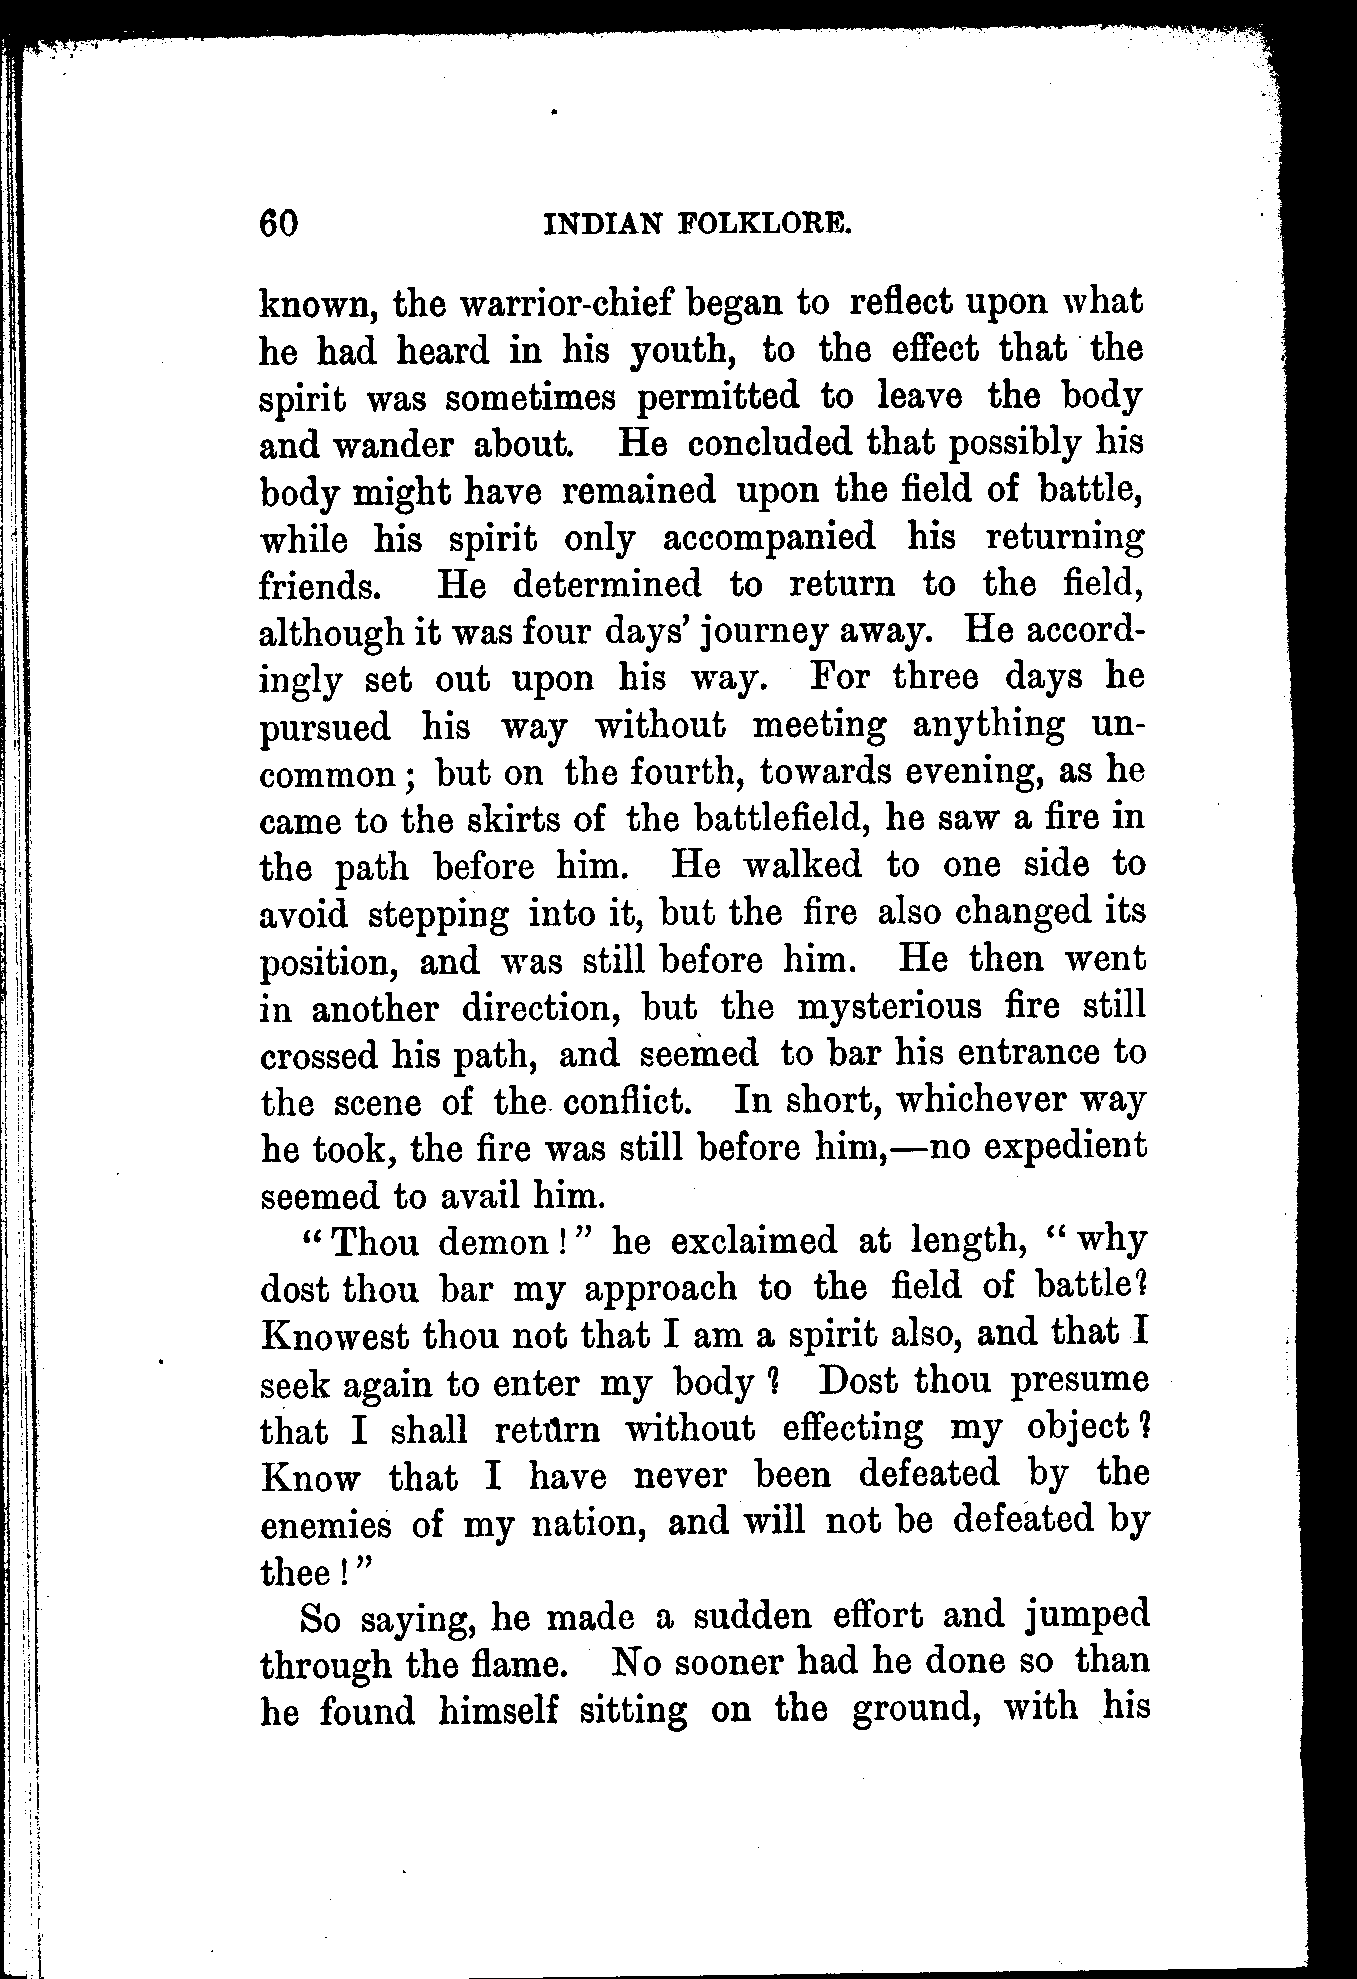 60 INDIAN FOLKLORE.
known, the warrior-chief began to reflect upon what
he had heard in his youth, to the effect that the
spirit was sometimes permitted to leave the body
and wander about. He concluded that possibly his
body might have remained upon the field of battle,
while his spirit only accompanied his returning
friends. He determined to return to the field,
although it was four days' journey away. He accord-
ingly set out upon his way. For three days he
pursued his way without meeting anything un-
common; but on the fourth, towards evening, as he
came to the skirts of the battlefield, he saw a fire in
the path before him. He walked to one side to
avoid stepping into it, but the fire also changed its
position, and was still before him. He then went
in another direction, but the mysterious fire still
crossed his path, and seemed to bar his entrance to
the scene of the conflict. In short, whichever way
he took, the fire was still before him,—no expedient
seemed to avail him.
"Thou demon!" he exclaimed at length, "why
dost thou bar my approach to the field of battle?
Knowest thou not that I am a spirit also, and that I
seek again to enter my body? Dost thou presume
that I shall return without effecting my object?
Know that I have never been defeated by the
enemies of my nation, and will not be defeated by
thee!"
So saying, he made a sudden effort and jumped
through the flame. No sooner had he done so than
he found himself sitting on the ground, with his